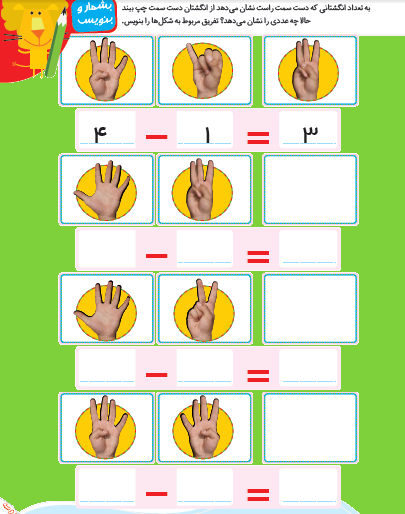 بشمار و
بنویس
به تعداد انگشتانی که دست سمت راست نشان می‌دهد از انگشتان دست سمت چپ ببند
حالا چه عددی را نشان می‌دهد؟ تفریق مربوط به شکل‌ها را بنویس.
۴ − ۱ = ۳
− =
− =
− =